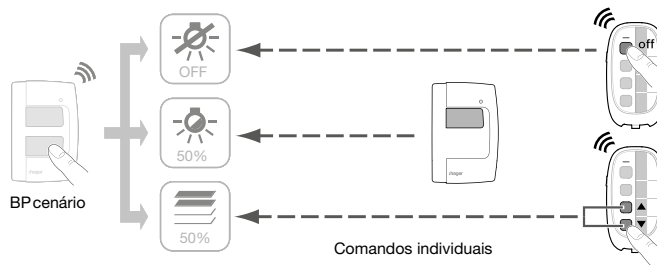 off
OFF
50%
hager
BP cenário
50%
Comandos individuais